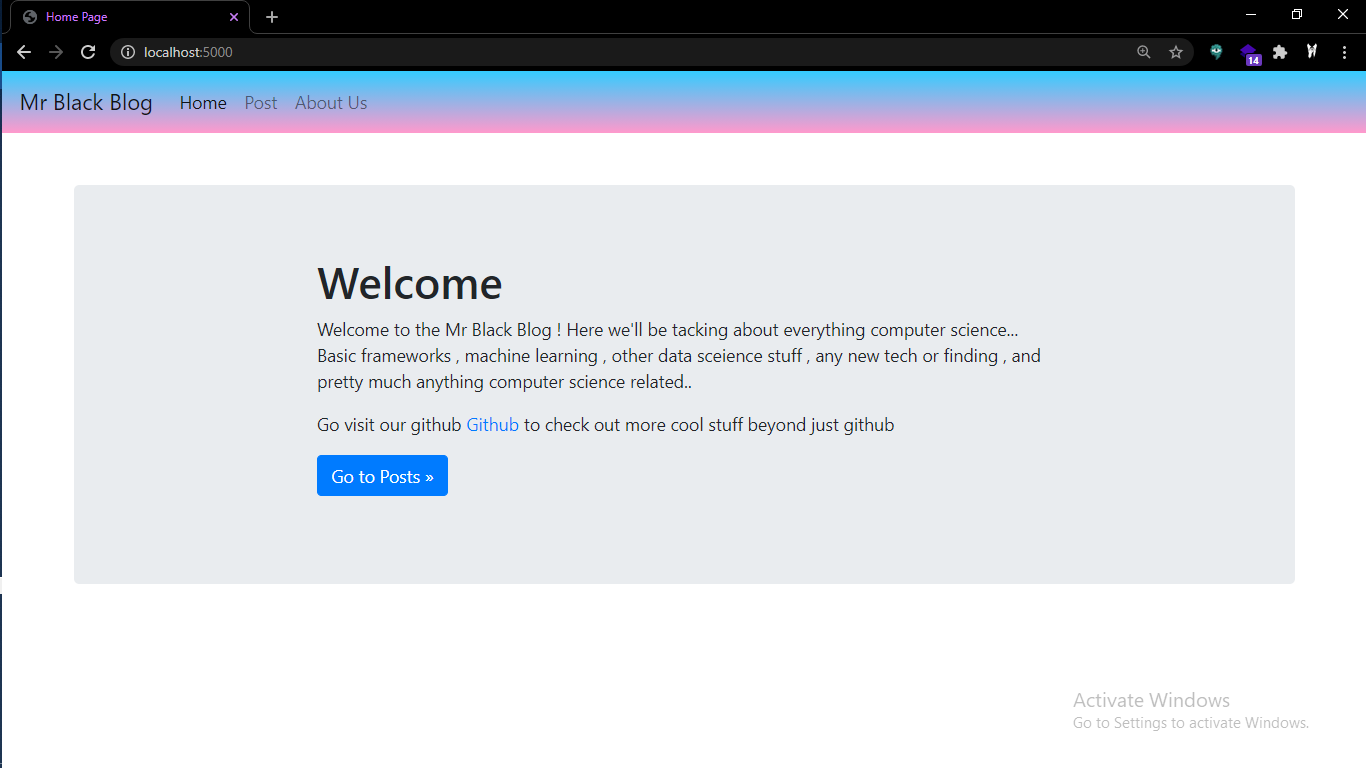 Home Page
localhost:5000
14
Mr Black Blog Home Post About Us
Welcome
Welcome to the Mr Black Blog ! Here we'll be tacking about everything computer science...
Basic frameworks , machine learning , other data sceience stuff , any new tech or finding , and
pretty much anything computer science related..
Go visit our github Github to check out more cool stuff beyond just github
Go to Posts »
Activate Windows
Go to Settings to activate Windows.